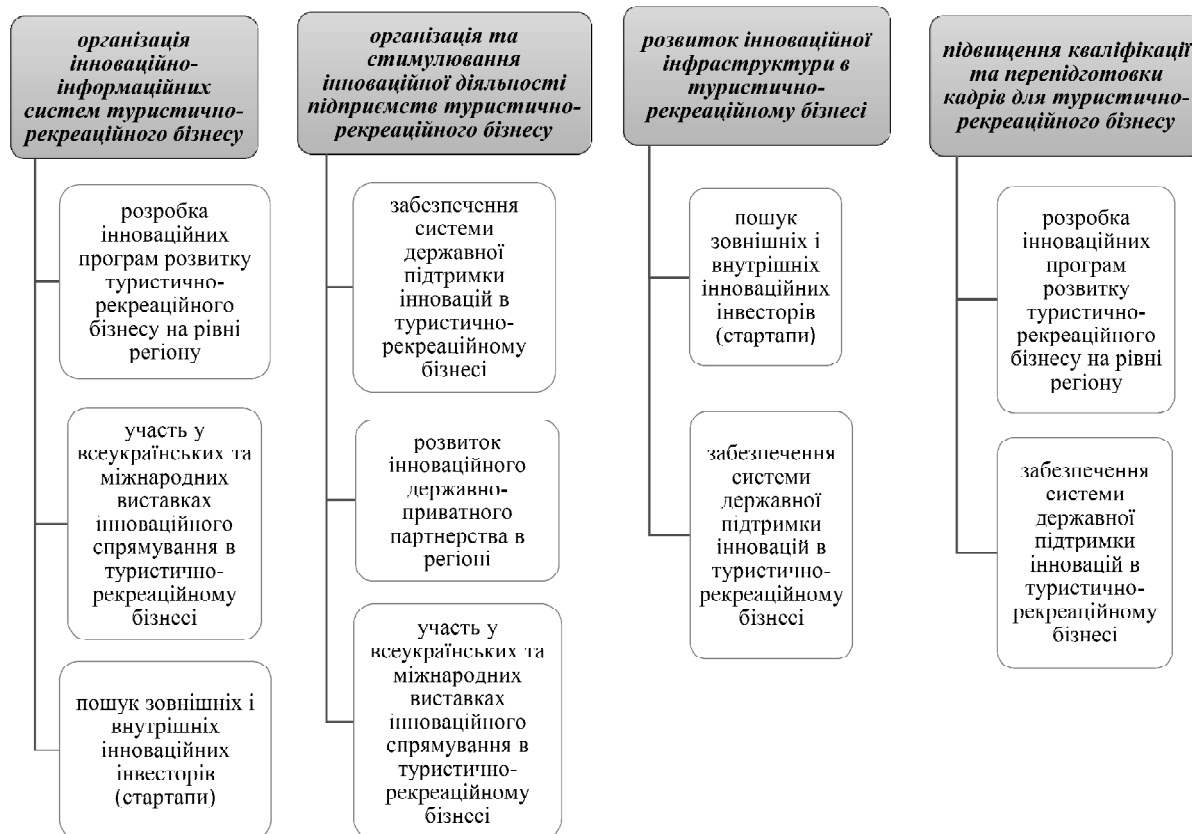 організація
інноваційно-
інформаційних
систем туристично-
рекреаційного бізнесу
розробка
інноваційних
програм розвитку
туристично-
рекреаційного
бізнесу на рівні
регіону
участь у
всеукраїнських та
міжнародних
виставках
інноваційного
спрямування в
туристично-
рекреаційному
бізнесі
пошук зовнішніх і
внутрішніх
інноваційних
інвесторів
(стартапи)
організація та
стимулювання
інноваційної діяльності
підприємств туристично-
рекреаційного бізнесу
забезпечення
системи
державної
підтримки
інновацій в
туристично-
рекреаційному
бізнесі
розвиток
інноваційного
державно-
приватного
партнерства в
регіоні
участь у
всеукраїнських та
міжнародних
виставках
інноваційного
спрямування в
туристично-
рекреаційному
бізнесі
розвиток інноваційної
інфраструктури в
туристично-
рекреаційному бізнесі
пошук
зовнішніх і
внутрішніх
інноваційних
інвесторів
(стартапи)
забезпечення
системи
державної
підтримки
інновацій в
туристично-
рекреаційному
бізнесі
підвищення кваліфікації
та перепідготовки
кадрів для туристично-
рекреаційного бізнесу
розробка
інноваційних
програм
розвитку
туристично-
рекреаційного
бізнесу на рівні
регіону
забезпечення
системи
державної
підтримки
інновацій в
туристично-
рекреаційному
бізнесі